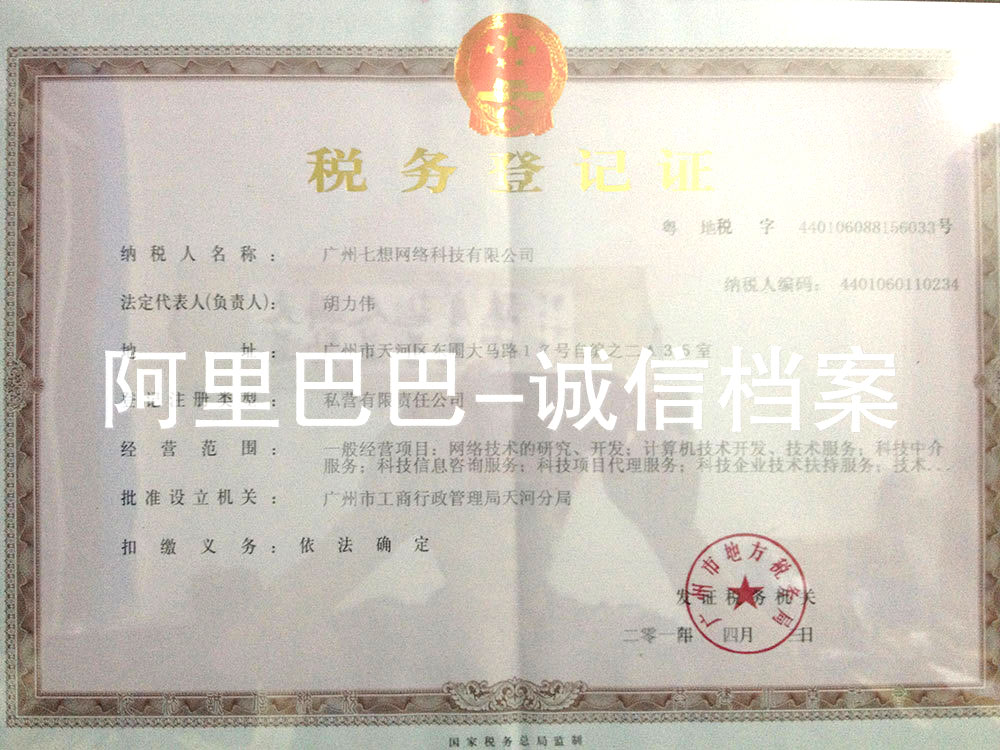 税务登记证
粤 地税 字 440106088156033号
纳税人名称： 广州七想网络科技有限公司
纳税人编码： 4401060110234
法定代表人(负责人)： 胡力伟
地 址： 广州市天河区东圃大马路 号自编之二A35室
阿里巴巴-诚信档案
登记注册类型： 私营有限责任公司
经营范围： 一般经营项目：网络技术的研究、开发；计算机技术开发、技术服务；科技中介
服务；科技信息咨询服务；科技项目代理服务；科技企业技术扶持服务；技术...
批准设立机关： 广州市工商行政管理局天河分局
扣缴义务： 依法确定
广州市地方税务局
发证税务机关
二零一 年 四月 日
国家税务总局监制